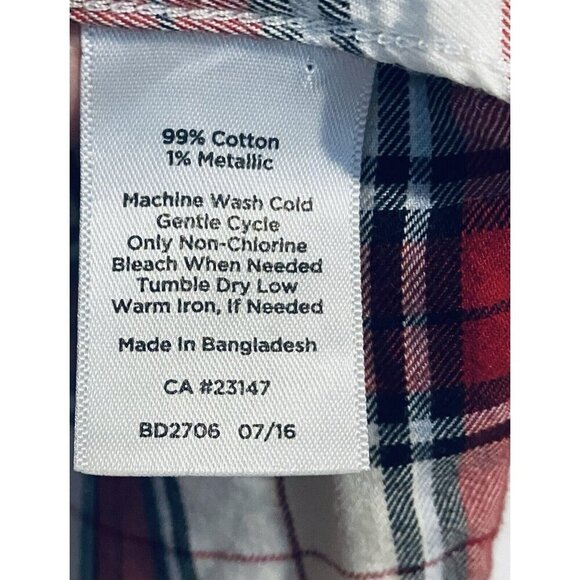 99% Cotton
1% Metallic
Machine Wash Cold
Gentle Cycle
Only Non-Chlorine
Bleach When Needed
Tumble Dry Low
Warm Iron, If Needed
Made In Bangladesh
CA #23147
BD2706 07/16